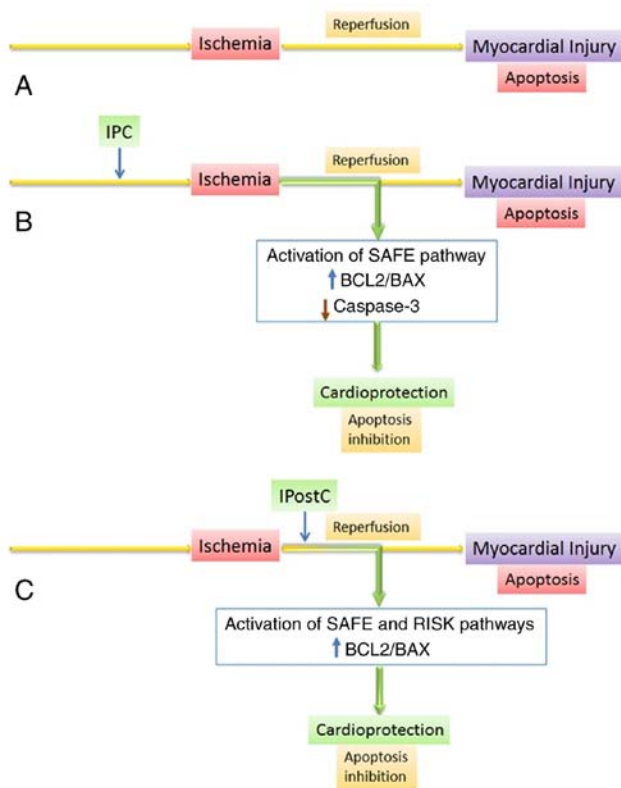 Reperfusion
Ischemia
Myocardial Injury
Apoptosis
A
IPC
Reperfusion
Ischemia
Myocardial Injury
Apoptosis
B
Activation of SAFE pathway
BCL2/BAX
Caspase-3
Cardioprotection
Apoptosis
inhibition
IPostC
Reperfusion
Ischemia
Myocardial Injury
Apoptosis
C
Activation of SAFE and RISK pathways
BCL2/BAX
Cardioprotection
Apoptosis
inhibition